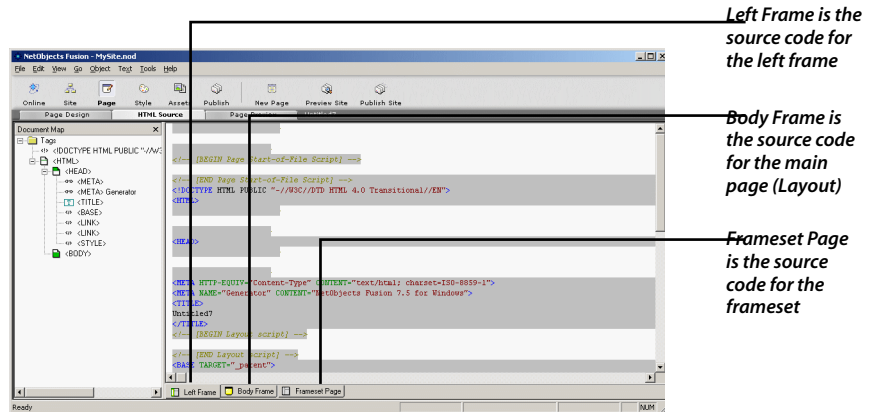 Left Frame is the
source code for
the left frame
Body Frame is
the source code
for the main
page (Layout)
Frameset Page
is the source
code for the
frameset
NetObjects Fusion - MySite.nod
File Edit View Go Object Text Tools Help
Online Site Page Style Assets Publish New Page Preview Site Publish Site
Page Design HTML Source Page Preview Untitled7
Document Map
Tags
<!DOCTYPE HTML PUBLIC "-//W3
<HTML>
<HEAD>
<META>
<META> Generator
<TITLE>
<BASE>
<LINK>
<LINK>
<STYLE>
<BODY>
<!-- [BEGIN Page Start-of-File Script] -->
<!-- [END Page Start-of-File Script] -->
<!DOCTYPE HTML PUBLIC "-//W3C//DTD HTML 4.0 Transitional//EN">
<HTML>
<HEAD>
<META HTTP-EQUIV="Content-Type" CONTENT="text/html; charset=ISO-8859-1">
<META NAME="Generator" CONTENT="NetObjects Fusion 7.5 for Windows">
<TITLE>
Untitled7
</TITLE>
<!-- [BEGIN Layout script] -->
<!-- [END Layout script] -->
<BASE TARGET="_parent">
Left Frame Body Frame Frameset Page
Ready NUM